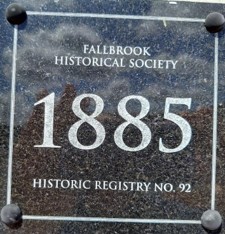 FALLBROOK
HISTORICAL SOCIETY
1885
HISTORIC REGISTRY NO. 92